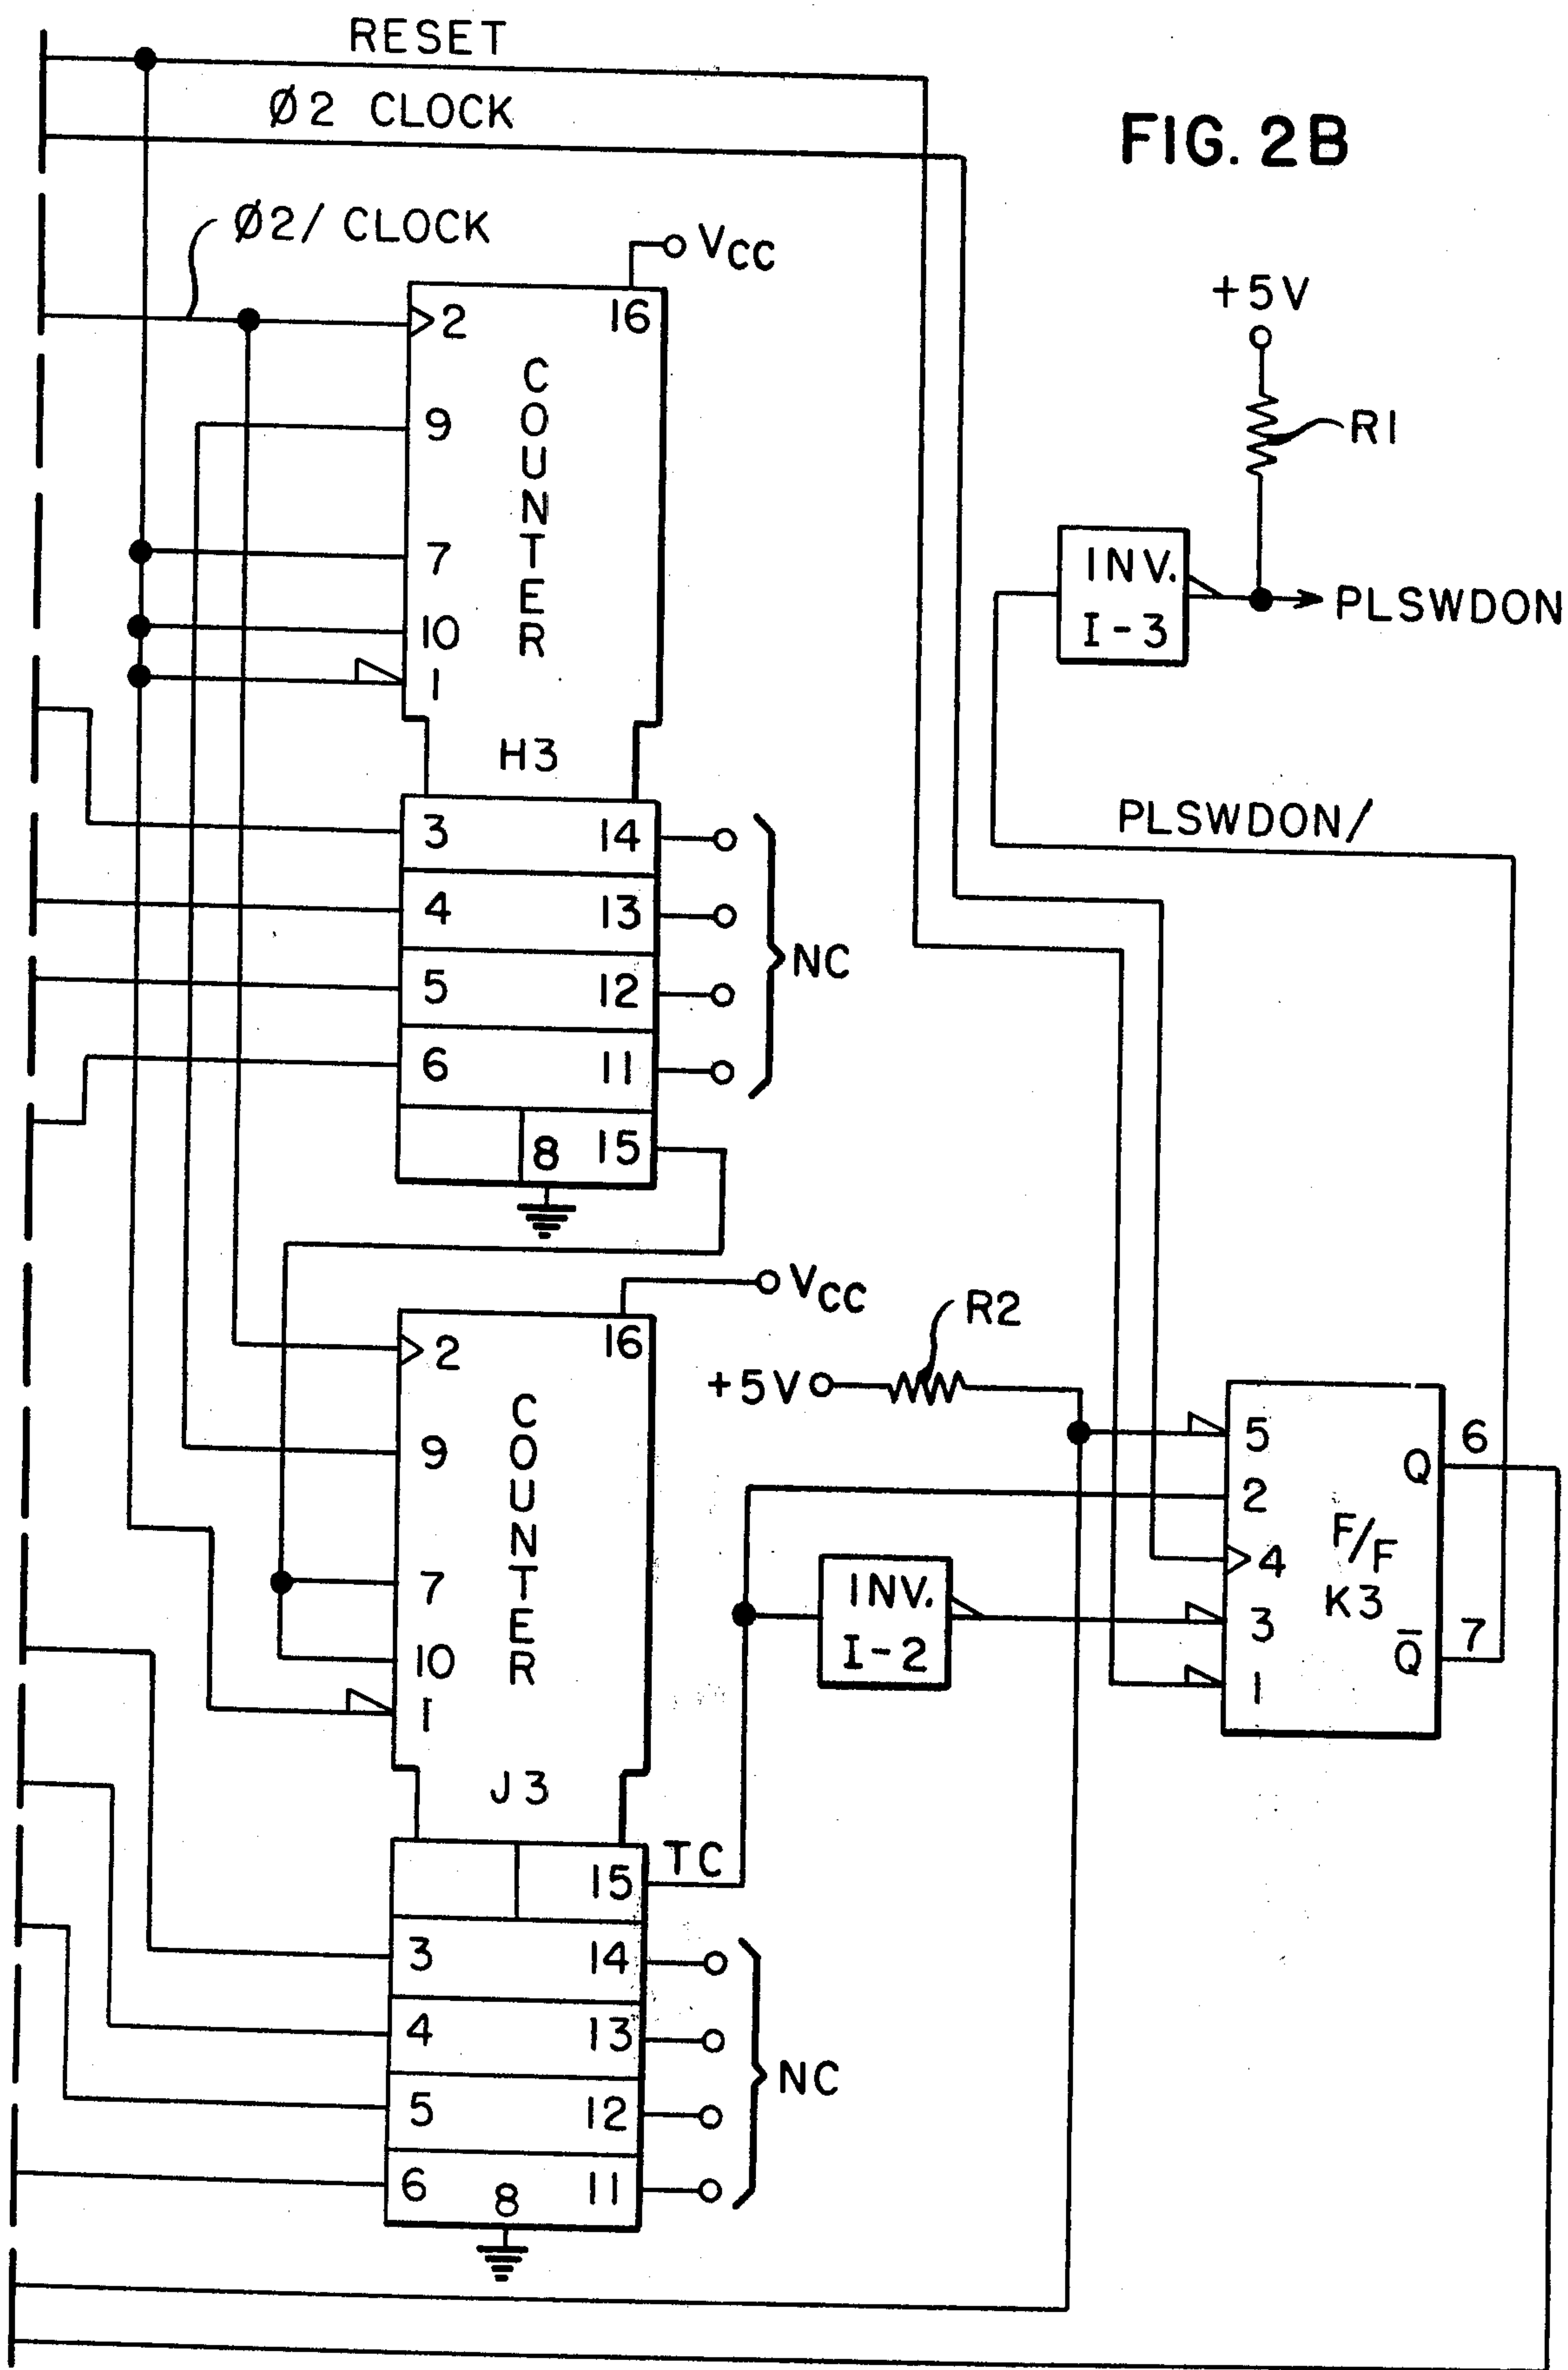 RESET
Ø2 CLOCK
FIG. 2B
Ø2/ CLOCK
VCC
+5V
2
16
COUNTER
9
R1
7
INV.
I-3
PLSWDON
10
1
H3
PLSWDON/
3
14
4
13
NC
5
12
6
11
8
15
VCC
R2
2
16
+5V
COUNTER
9
5
6
Q
2
F/F
K3
4
7
INV.
I-2
3
7
Q̄
10
1
1
J3
TC
15
3
14
4
13
NC
5
12
6
8
11